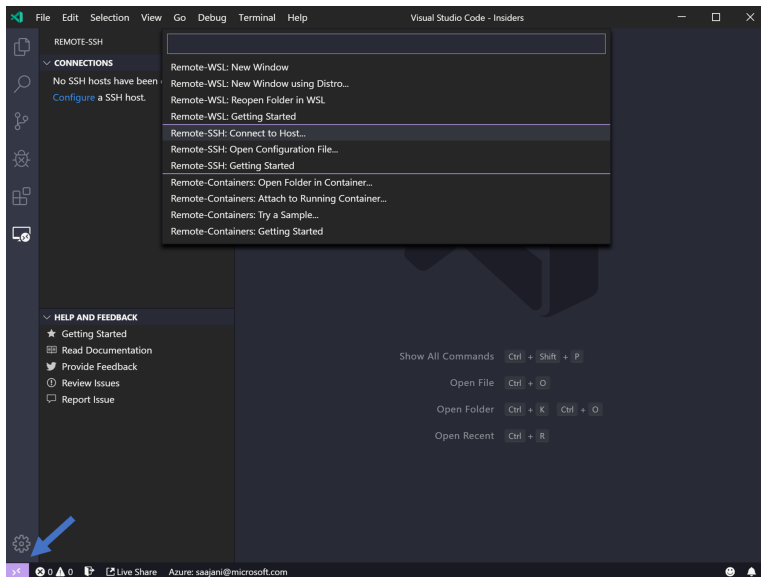 File Edit Selection View Go Debug Terminal Help Visual Studio Code - Insiders
REMOTE-SSH
CONNECTIONS
No SSH hosts have been
Configure a SSH host.
Remote-WSL: New Window
Remote-WSL: New Window using Distro...
Remote-WSL: Reopen Folder in WSL
Remote-WSL: Getting Started
Remote-SSH: Connect to Host...
Remote-SSH: Open Configuration File...
Remote-SSH: Getting Started
Remote-Containers: Open Folder in Container...
Remote-Containers: Attach to Running Container...
Remote-Containers: Try a Sample...
Remote-Containers: Getting Started
HELP AND FEEDBACK
Getting Started
Read Documentation
Provide Feedback
Review Issues
Report Issue
Show All Commands Ctrl + Shift + P
Open File Ctrl + O
Open Folder Ctrl + K Ctrl + O
Open Recent Ctrl + R
0 0 Live Share Azure: saajani@microsoft.com